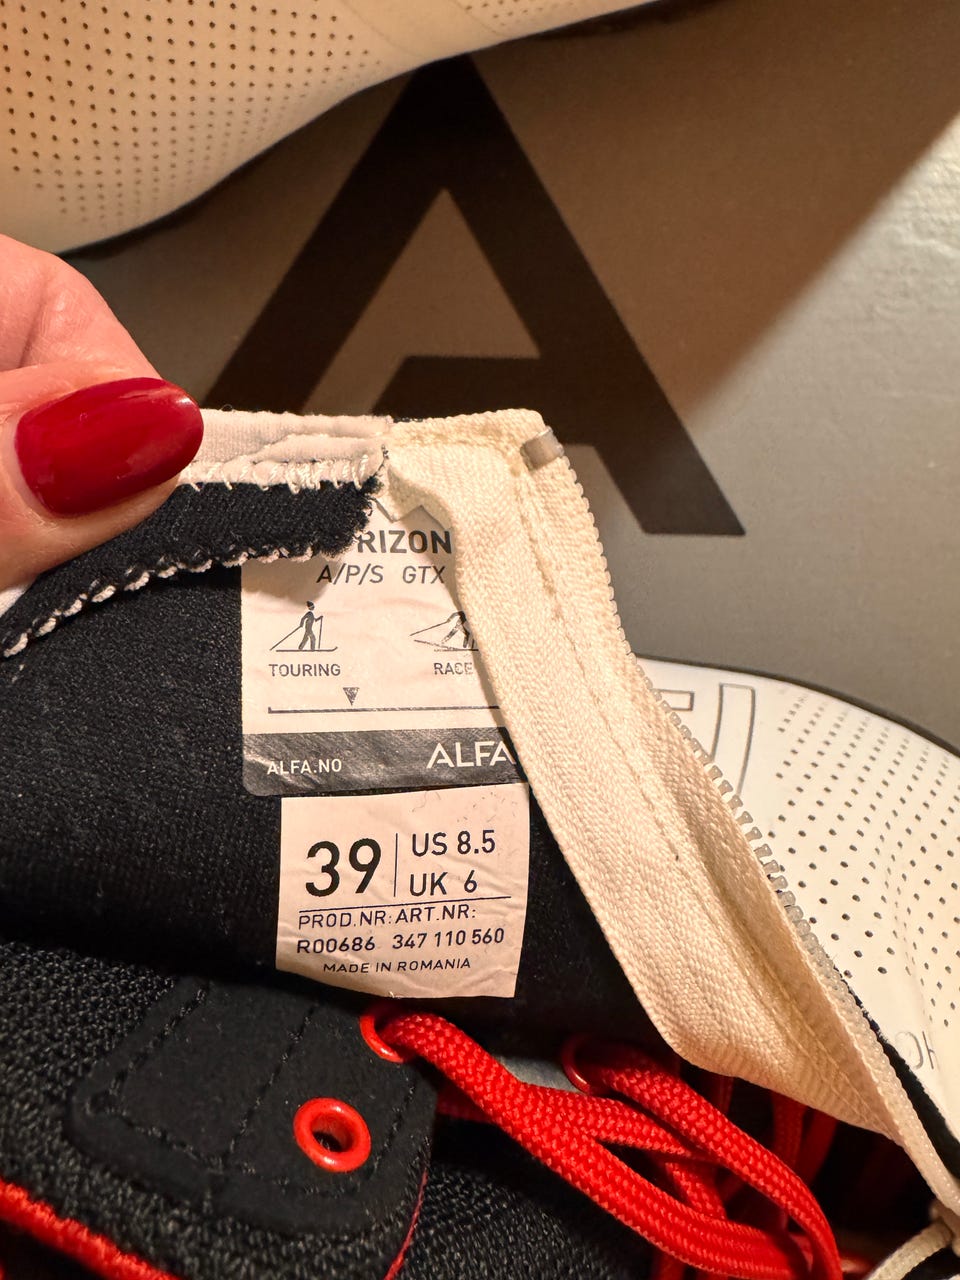 RIZON
A/P/S GTX
TOURING RACE
ALFA.NO ALFA
39 US 8.5
UK 6
PROD.NR: ART.NR:
R00686 347 110 560
MADE IN ROMANIA